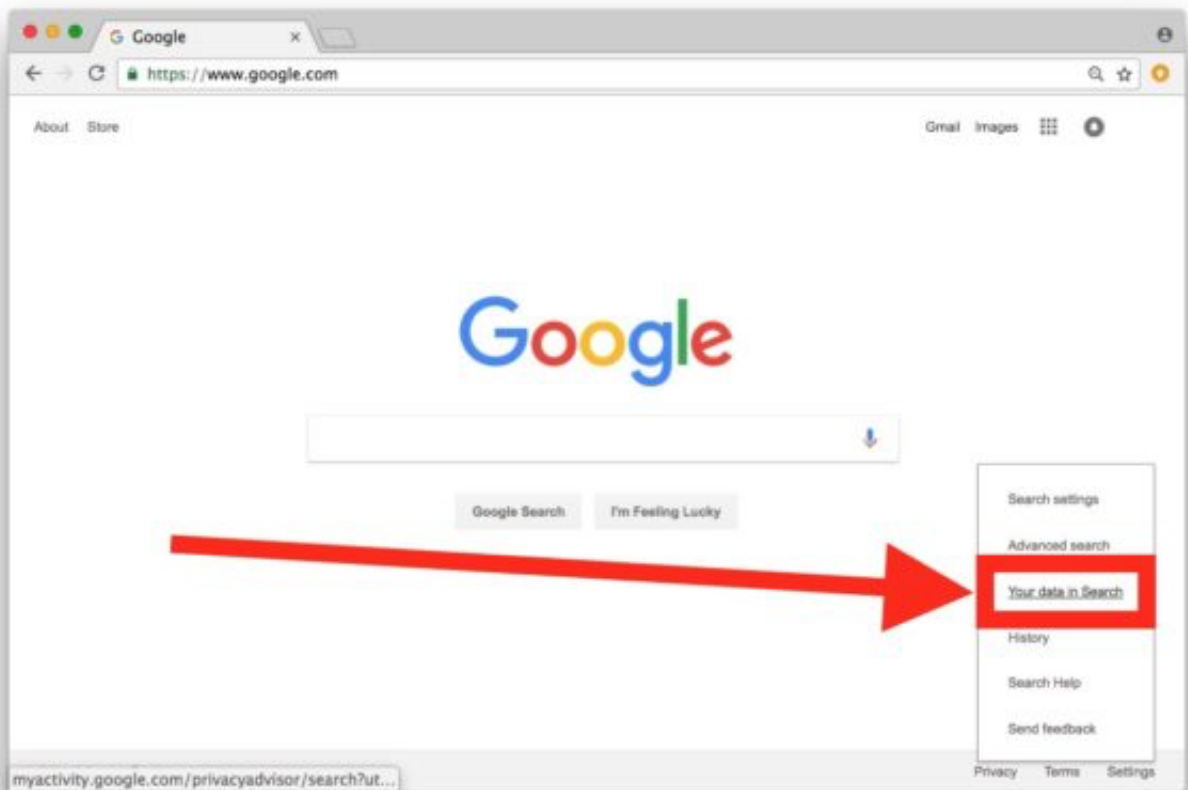 Google
https://www.google.com
About Store
Gmail Images
Google
Google Search I'm Feeling Lucky
Search settings
Advanced search
Your data in Search
History
Search Help
Send feedback
Privacy Terms Settings
myactivity.google.com/privacyadvisor/search?ut...